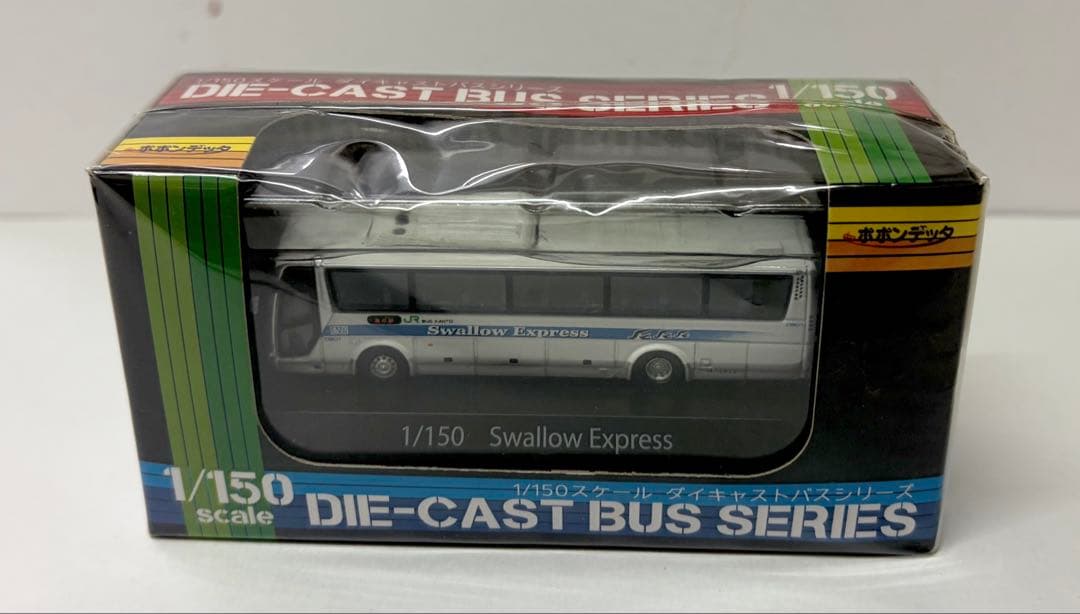 1/150スケール ダイキャストバスシリーズ
DIE-CAST BUS SERIES
1/150
scale
ポポンデッタ
ポポンデッタ
JR BUS KANTO
Swallow Express
1/150 Swallow Express
1/150
scale
1/150スケール ダイキャストバスシリーズ
DIE-CAST BUS SERIES